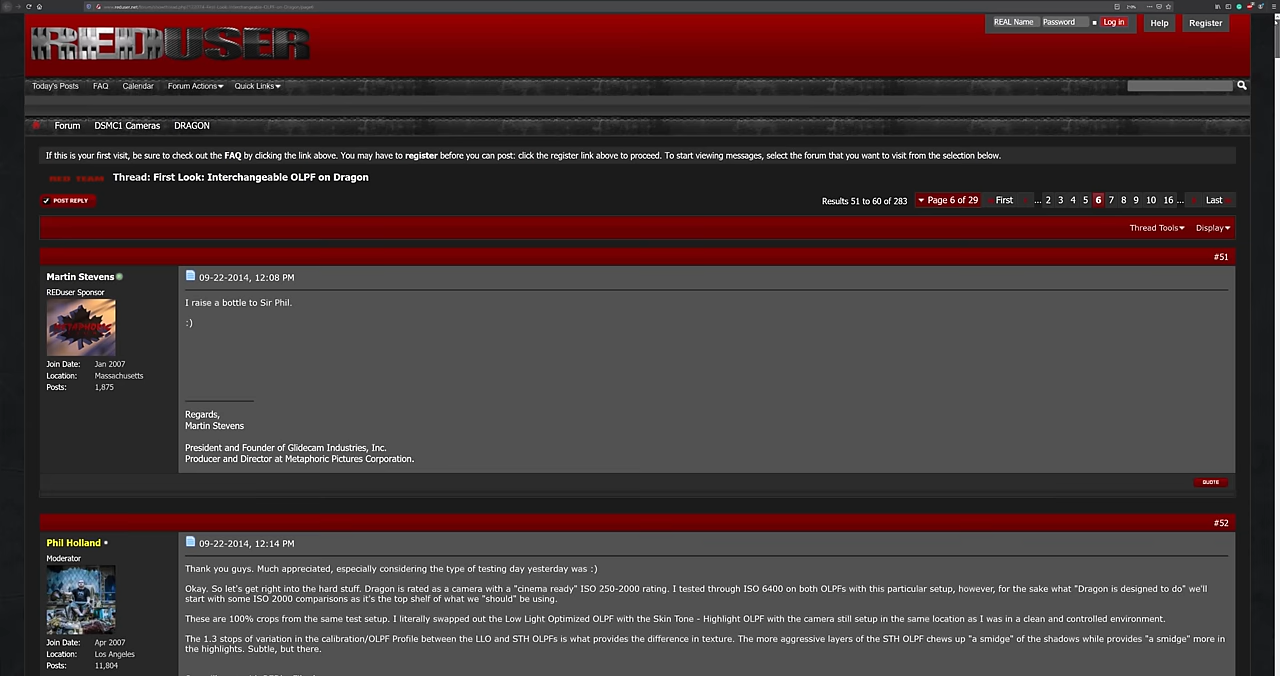 REDUSER
REAL Name Password Log in Help Register
Today's Posts FAQ Calendar Forum Actions Quick Links
Forum DSMC1 Cameras DRAGON
If this is your first visit, be sure to check out the FAQ by clicking the link above. You may have to register before you can post: click the register link above to proceed. To start viewing messages, select the forum that you want to visit from the selection below.
RED TEAM Thread: First Look: Interchangeable OLPF on Dragon
POST REPLY Results 51 to 60 of 283 Page 6 of 29 First ... 2 3 4 5 6 7 8 9 10 16 ... Last
Thread Tools Display
#51
Martin Stevens 09-22-2014, 12:08 PM
REDuser Sponsor
METAPHORIC
Join Date: Jan 2007
Location: Massachusetts
Posts: 1,875
I raise a bottle to Sir Phil.
:)
Regards,
Martin Stevens
President and Founder of Glidecam Industries, Inc.
Producer and Director at Metaphoric Pictures Corporation.
QUOTE
#52
Phil Holland 09-22-2014, 12:14 PM
Moderator
Join Date: Apr 2007
Location: Los Angeles
Posts: 11,804
Thank you guys. Much appreciated, especially considering the type of testing day yesterday was :)
Okay. So let's get right into the hard stuff. Dragon is rated as a camera with a "cinema ready" ISO 250-2000 rating. I tested through ISO 6400 on both OLPFs with this particular setup, however, for the sake what "Dragon is designed to do" we'll
start with some ISO 2000 comparisons as it's the top shelf of what we "should" be using.
These are 100% crops from the same test setup. I literally swapped out the Low Light Optimized OLPF with the Skin Tone - Highlight OLPF with the camera still setup in the same location as I was in a clean and controlled environment.
The 1.3 stops of variation in the calibration/OLPF Profile between the LLO and STH OLPFs is what provides the difference in texture. The more aggressive layers of the STH OLPF chews up "a smidge" of the shadows while provides "a smidge" more in
the highlights. Subtle, but there.